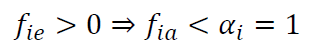 f_{ie} > 0 ⇒ f_{ia} < α_i = 1